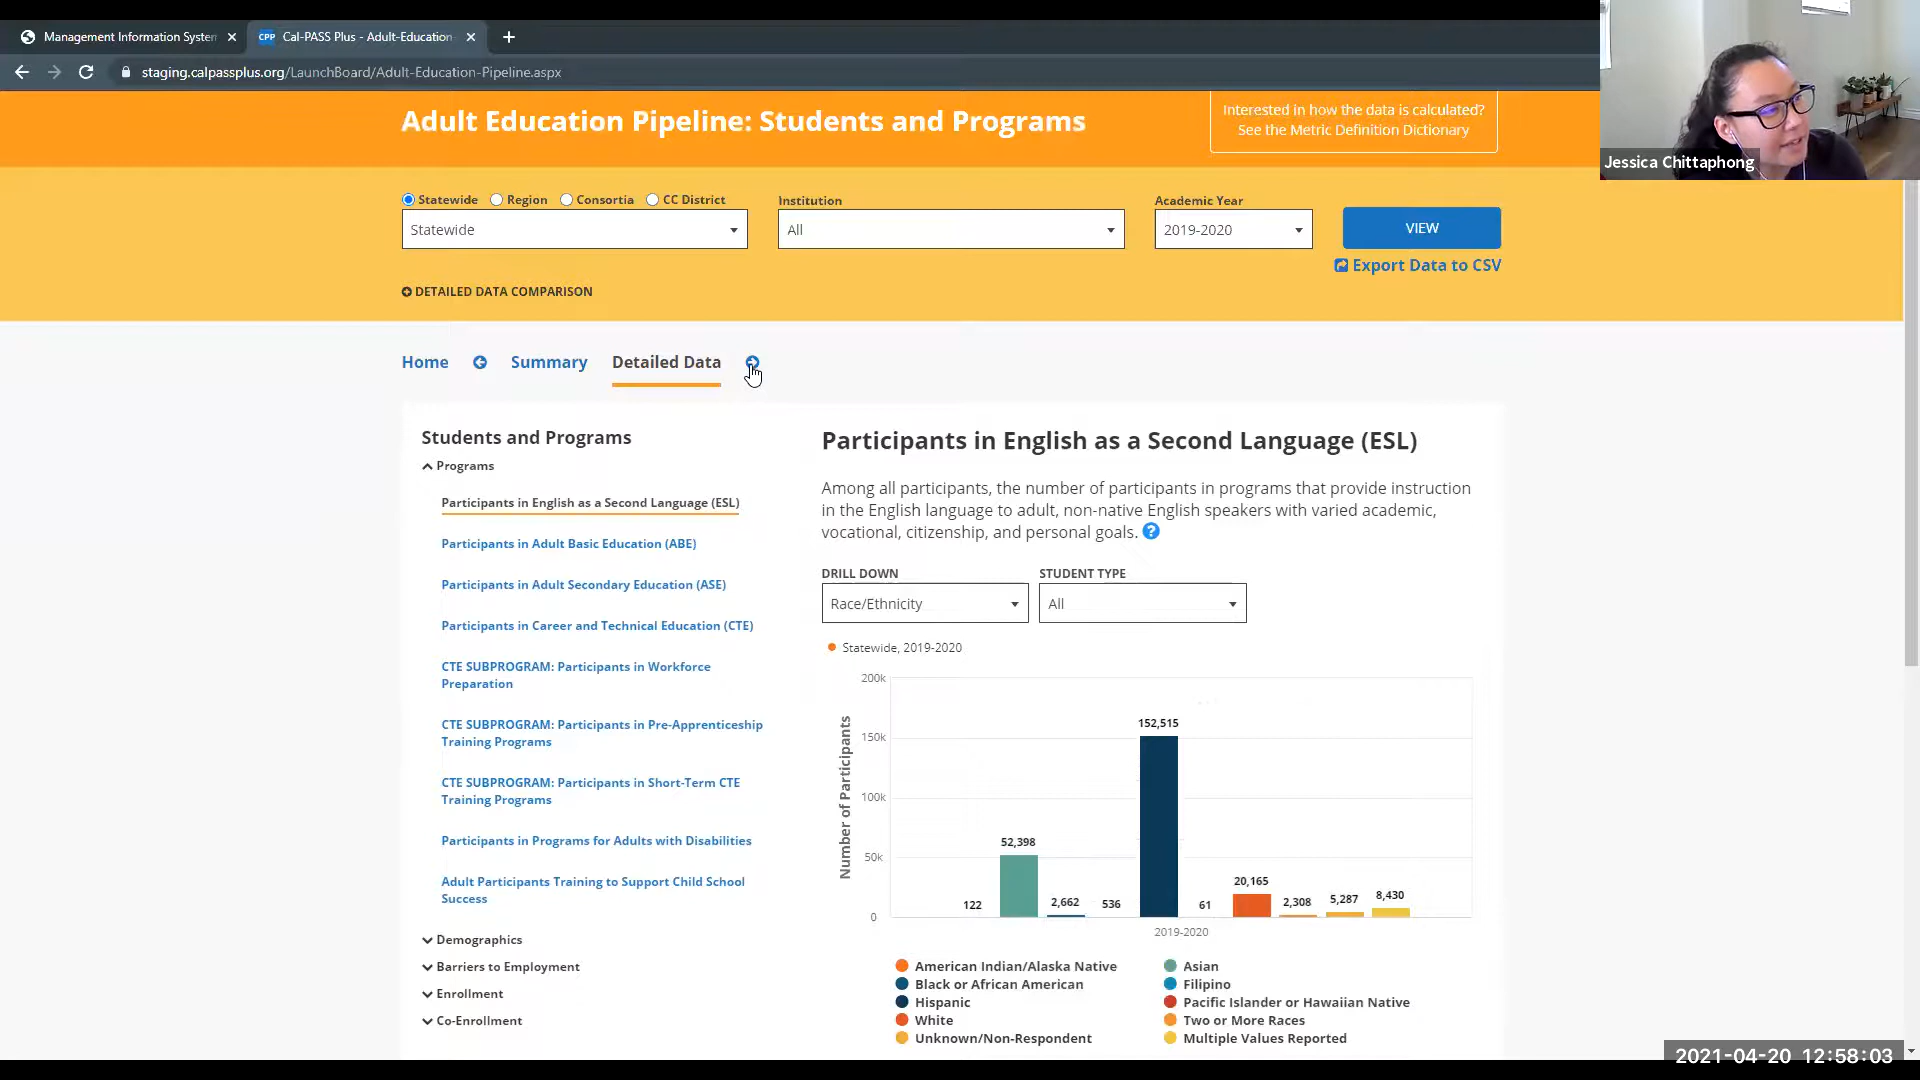 Management Information System
Cal-PASS Plus - Adult-Education
CPP
staging.calpassplus.org/LaunchBoard/Adult-Education-Pipeline.aspx
Adult Education Pipeline: Students and Programs
Interested in how the data is calculated?
See the Metric Definition Dictionary
Jessica Chittaphong
Statewide
Region
Consortia
CC District
Institution
Academic Year
Statewide
All
2019-2020
VIEW
Export Data to CSV
DETAILED DATA COMPARISON
Home
Summary
Detailed Data
Students and Programs
Programs
Participants in English as a Second Language (ESL)
Participants in Adult Basic Education (ABE)
Participants in Adult Secondary Education (ASE)
Participants in Career and Technical Education (CTE)
CTE SUBPROGRAM: Participants in Workforce
Preparation
CTE SUBPROGRAM: Participants in Pre-Apprenticeship
Training Programs
CTE SUBPROGRAM: Participants in Short-Term CTE
Training Programs
Participants in Programs for Adults with Disabilities
Adult Participants Training to Support Child School
Success
Demographics
Barriers to Employment
Enrollment
Co-Enrollment
Participants in English as a Second Language (ESL)
Among all participants, the number of participants in programs that provide instruction
in the English language to adult, non-native English speakers with varied academic,
vocational, citizenship, and personal goals.
DRILL DOWN
STUDENT TYPE
Race/Ethnicity
All
Statewide, 2019-2020
Number of Participants
200k
150k
100k
50k
0
122
52,398
2,662
536
152,515
61
20,165
2,308
5,287
8,430
2019-2020
American Indian/Alaska Native
Asian
Black or African American
Filipino
Hispanic
Pacific Islander or Hawaiian Native
White
Two or More Races
Unknown/Non-Respondent
Multiple Values Reported
2021-04-20 12:58:03